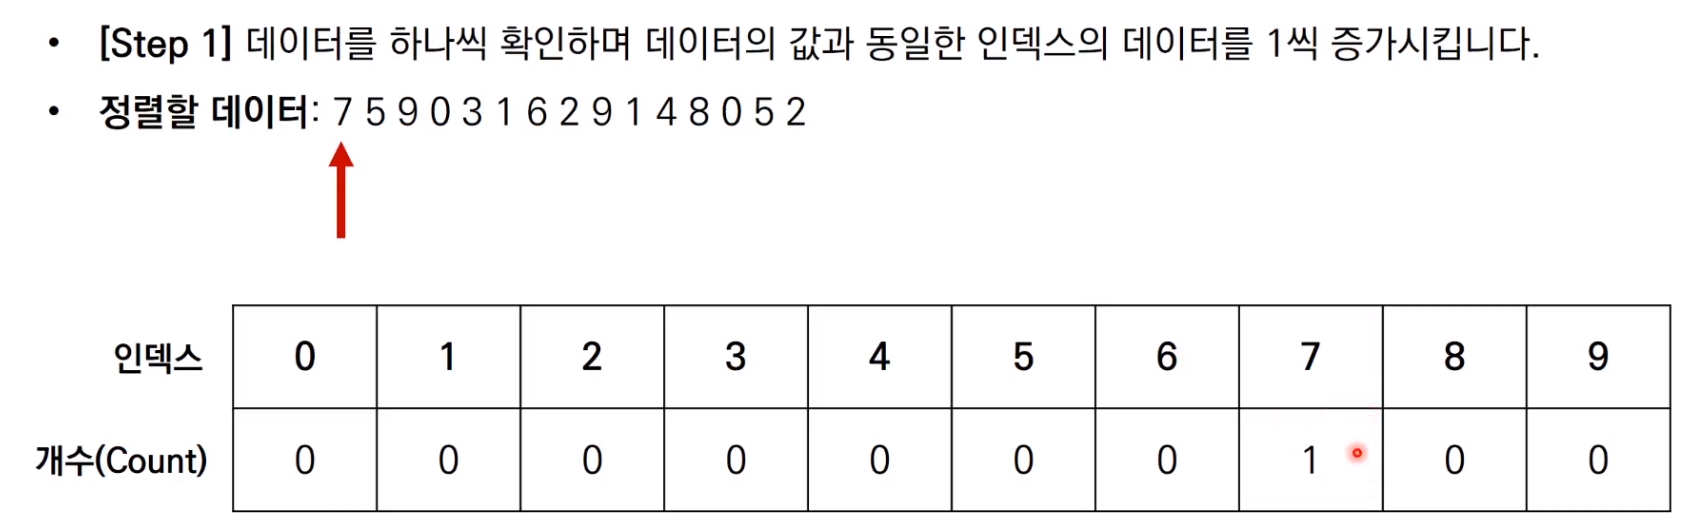 • [Step 1] 데이터를 하나씩 확인하며 데이터의 값과 동일한 인덱스의 데이터를 1씩 증가시킵니다.
• 정렬할 데이터: 7 5 9 0 3 1 6 2 9 1 4 8 0 5 2
인덱스 0 1 2 3 4 5 6 7 8 9
개수(Count) 0 0 0 0 0 0 0 1 0 0